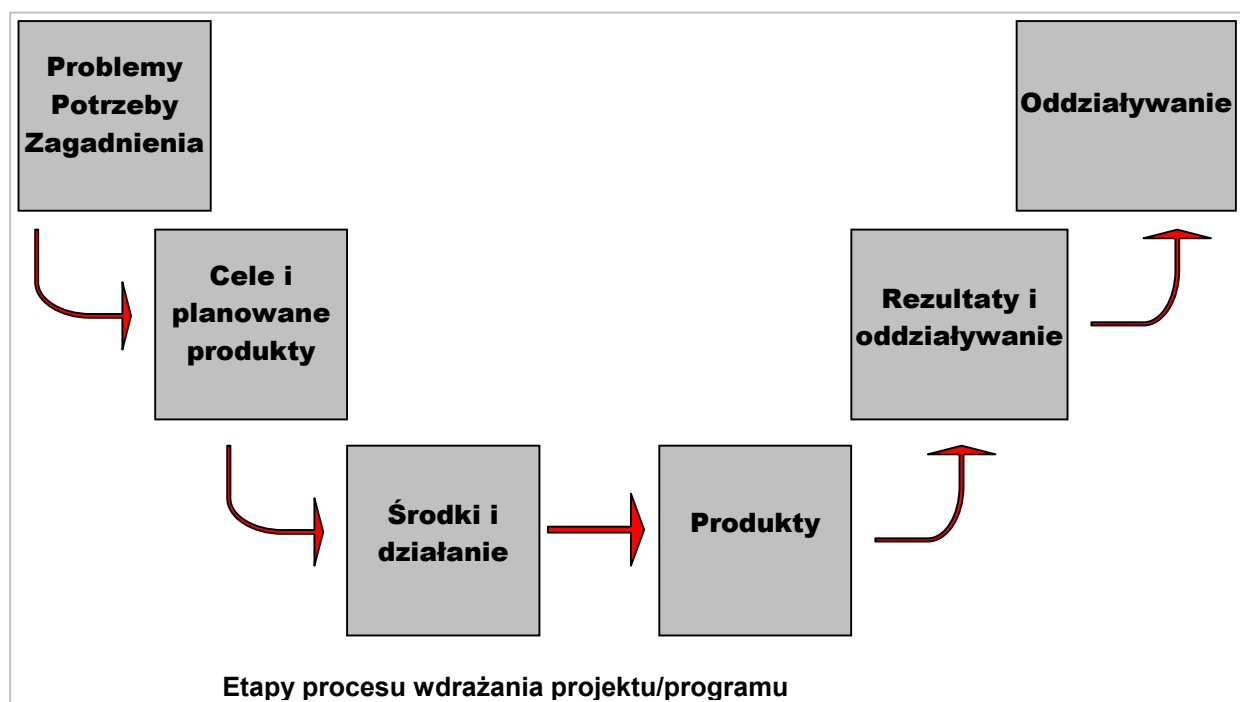 Problemy
Potrzeby
Zagadnienia
Oddziaływanie
Cele i
planowane
produkty
Rezultaty i
oddziaływanie
Środki i
działanie
Produkty
Etapy procesu wdrażania projektu/programu